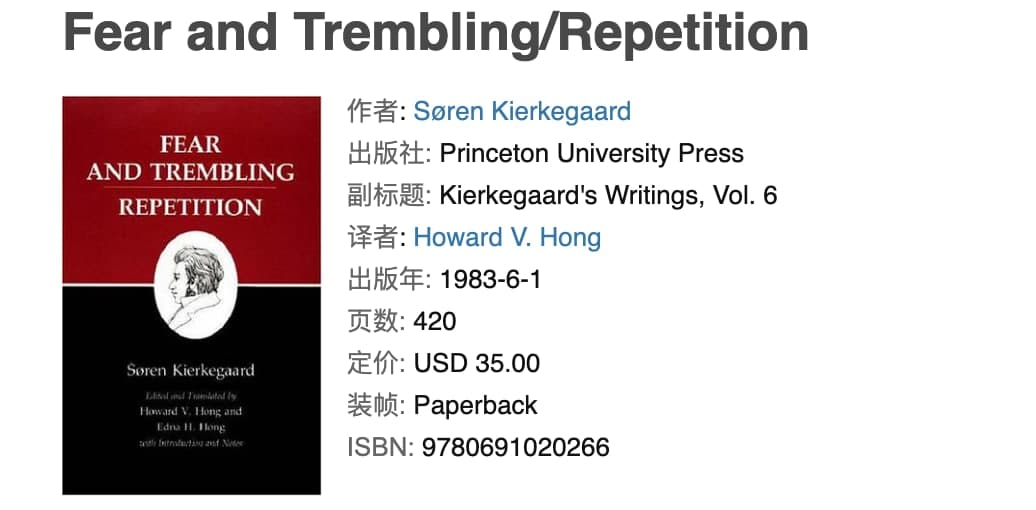 Fear and Trembling/Repetition
FEAR
AND TREMBLING
REPETITION
Søren Kierkegaard
Edited and Translated by
Howard V. Hong and
Edna H. Hong
with Introduction and Notes
作者: Søren Kierkegaard
出版社: Princeton University Press
副标题: Kierkegaard's Writings, Vol. 6
译者: Howard V. Hong
出版年: 1983-6-1
页数: 420
定价: USD 35.00
装帧: Paperback
ISBN: 9780691020266